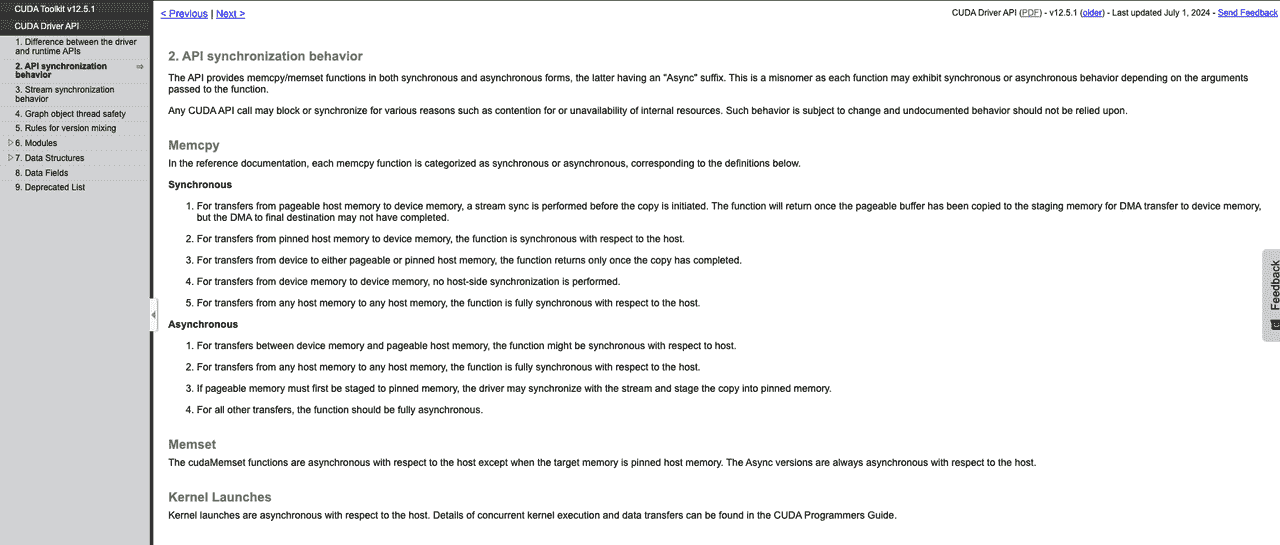 CUDA Toolkit v12.5.1
CUDA Driver API
1. Difference between the driver
and runtime APIs
2. API synchronization
behavior
3. Stream synchronization
behavior
4. Graph object thread safety
5. Rules for version mixing
6. Modules
7. Data Structures
8. Data Fields
9. Deprecated List
< Previous | Next >
CUDA Driver API (PDF) - v12.5.1 (older) - Last updated July 1, 2024 - Send Feedback
2. API synchronization behavior
The API provides memcpy/memset functions in both synchronous and asynchronous forms, the latter having an "Async" suffix. This is a misnomer as each function may exhibit synchronous or asynchronous behavior depending on the arguments
passed to the function.
Any CUDA API call may block or synchronize for various reasons such as contention for or unavailability of internal resources. Such behavior is subject to change and undocumented behavior should not be relied upon.
Memcpy
In the reference documentation, each memcpy function is categorized as synchronous or asynchronous, corresponding to the definitions below.
Synchronous
1. For transfers from pageable host memory to device memory, a stream sync is performed before the copy is initiated. The function will return once the pageable buffer has been copied to the staging memory for DMA transfer to device memory,
but the DMA to final destination may not have completed.
2. For transfers from pinned host memory to device memory, the function is synchronous with respect to the host.
3. For transfers from device to either pageable or pinned host memory, the function returns only once the copy has completed.
4. For transfers from device memory to device memory, no host-side synchronization is performed.
5. For transfers from any host memory to any host memory, the function is fully synchronous with respect to the host.
Asynchronous
1. For transfers between device memory and pageable host memory, the function might be synchronous with respect to host.
2. For transfers from any host memory to any host memory, the function is fully synchronous with respect to the host.
3. If pageable memory must first be staged to pinned memory, the driver may synchronize with the stream and stage the copy into pinned memory.
4. For all other transfers, the function should be fully asynchronous.
Memset
The cudaMemset functions are asynchronous with respect to the host except when the target memory is pinned host memory. The Async versions are always asynchronous with respect to the host.
Kernel Launches
Kernel launches are asynchronous with respect to the host. Details of concurrent kernel execution and data transfers can be found in the CUDA Programmers Guide.
Feedback